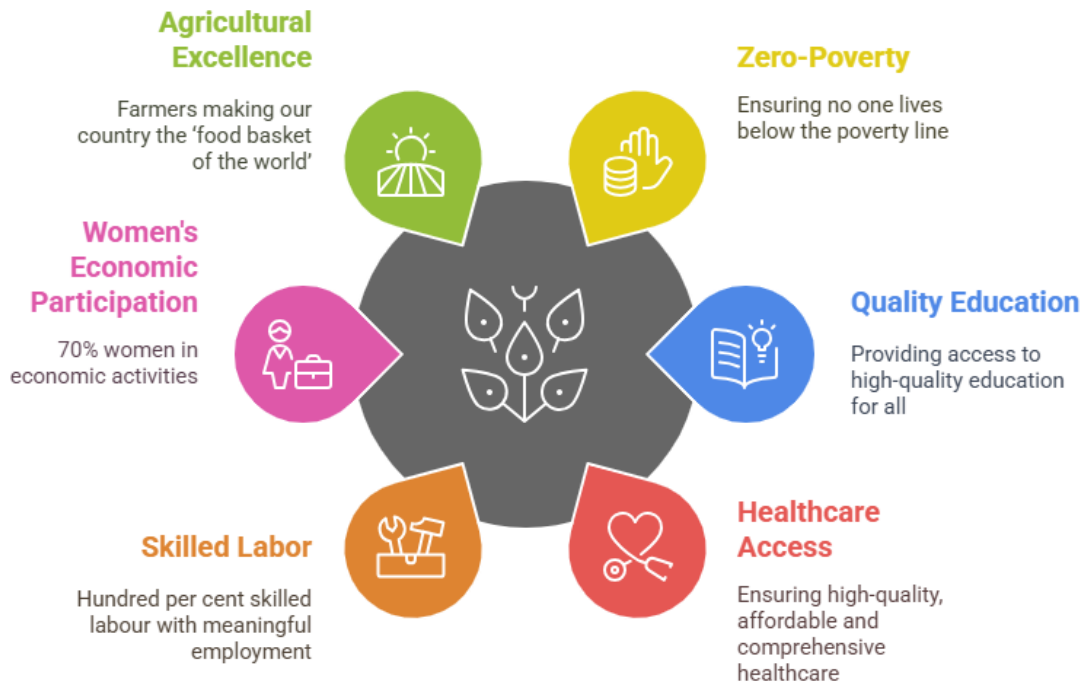 Agricultural
Excellence
Farmers making our
country the ‘food basket
of the world’
Zero-Poverty
Ensuring no one lives
below the poverty line
Women's
Economic
Participation
70% women in
economic activities
Quality Education
Providing access to
high-quality education
for all
Skilled Labor
Hundred per cent skilled
labour with meaningful
employment
Healthcare
Access
Ensuring high-quality,
affordable and
comprehensive
healthcare